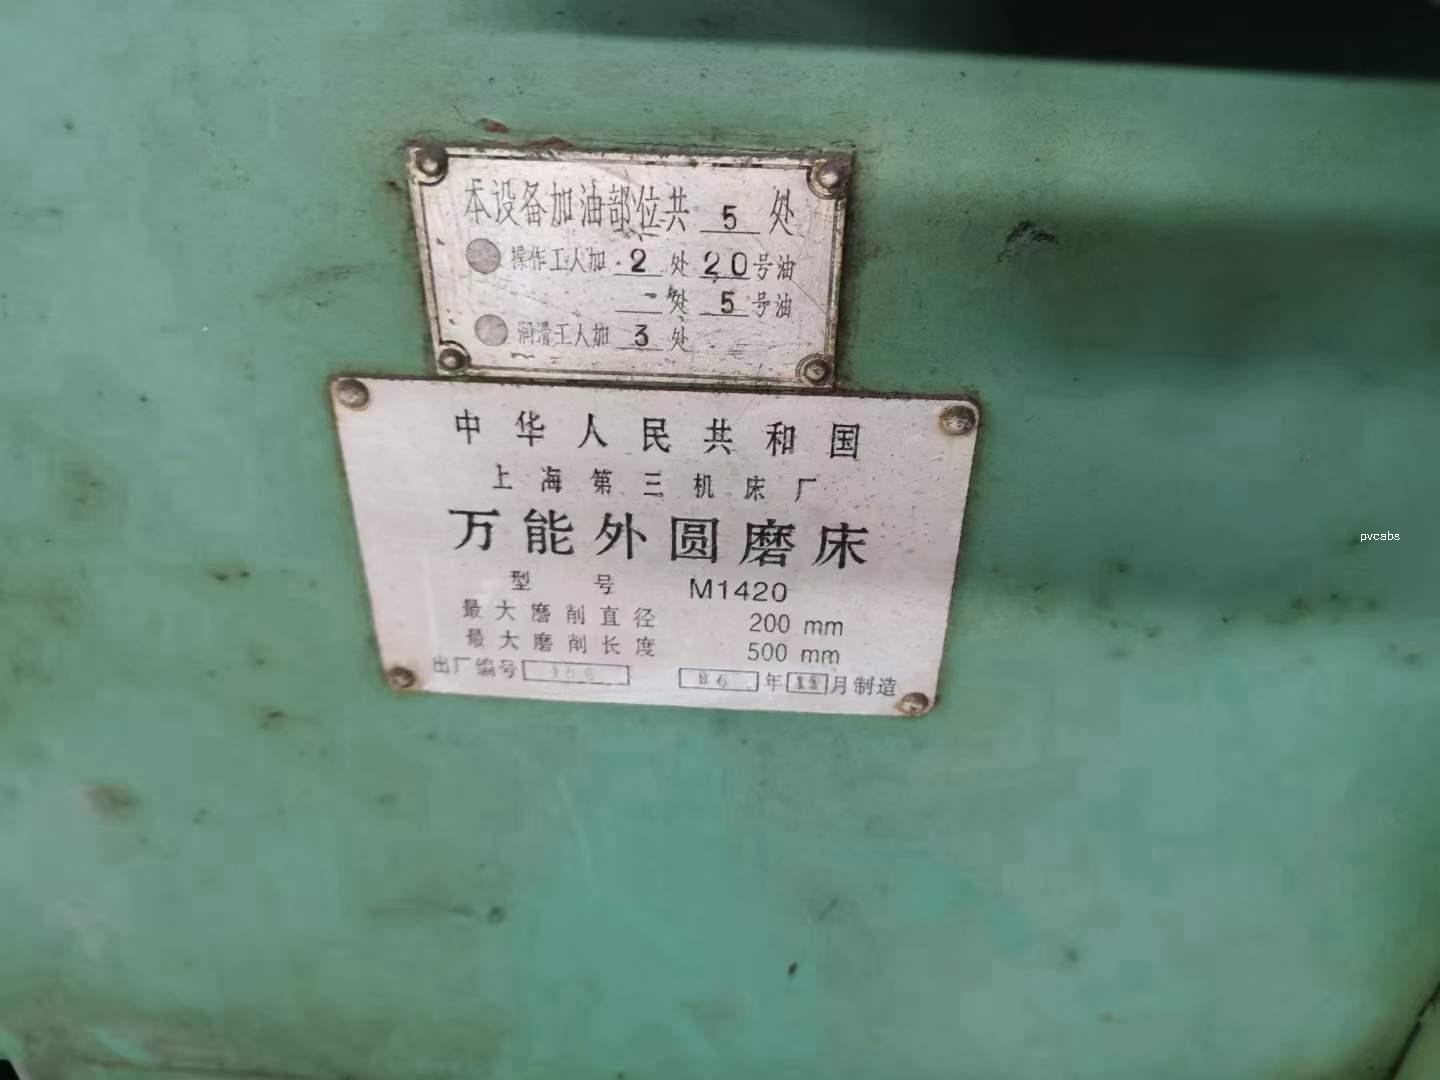 本设备加油部位共 5 处
操作工人加 2 处 20 号油
处 5 号油
润滑工人加 3 处
中华人民共和国
上海第三机床厂
万能外圆磨床
型号 M1420
最大磨削直径 200 mm
最大磨削长度 500 mm
出厂编号 86 年 月制造
pvcabs